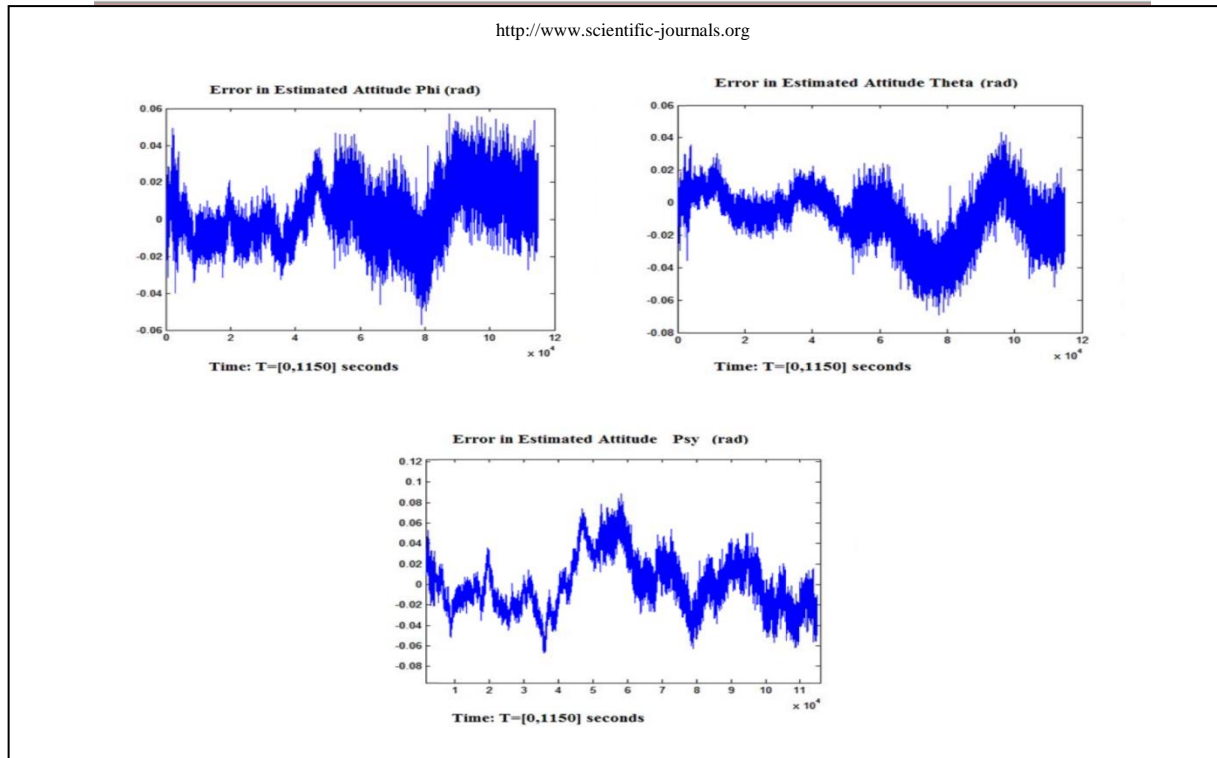 http://www.scientific-journals.org
Error in Estimated Attitude Phi (rad)
0.06
0.04
0.02
0
-0.02
-0.04
-0.06
0 2 4 6 8 10 12
x 10^4
Time: T=[0,1150] seconds
Error in Estimated Attitude Theta (rad)
0.06
0.04
0.02
0
-0.02
-0.04
-0.06
-0.08
0 2 4 6 8 10 12
x 10^4
Time: T=[0,1150] seconds
Error in Estimated Attitude Psy (rad)
0.12
0.1
0.08
0.06
0.04
0.02
0
-0.02
-0.04
-0.06
-0.08
1 2 3 4 5 6 7 8 9 10 11
x 10^4
Time: T=[0,1150] seconds